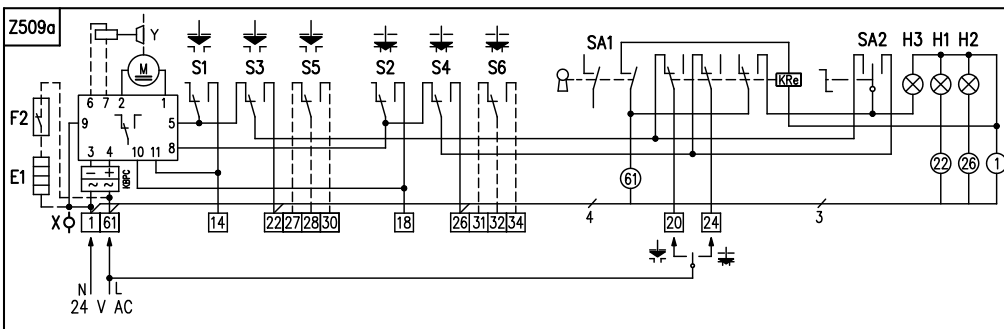 Z509a
Y
M
S1 S3 S5 S2 S4 S6
SA1
KRe
SA2 H3 H1 H2
6 7 2 1
F2
9 5
8
3 4 10 11
E1
– +
~ ~
KBPC
61 22 26 1
X 1 61 14 22 27 28 30 18 26 31 32 34 4 20 24 3
N L
24 V AC